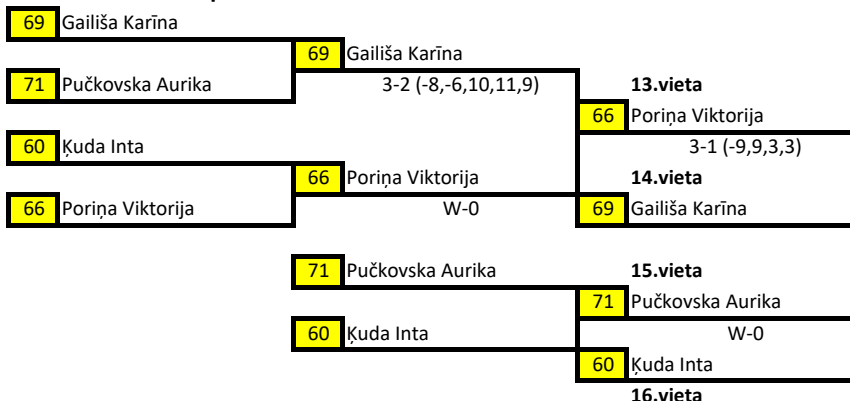 69 Gailiša Karīna
69 Gailiša Karīna
71 Pučkovska Aurika 3-2 (-8,-6,10,11,9) 13.vieta
66 Poriņa Viktorija
60 Ķuda Inta 3-1 (-9,9,3,3)
66 Poriņa Viktorija 14.vieta
66 Poriņa Viktorija W-0 69 Gailiša Karīna
71 Pučkovska Aurika 15.vieta
71 Pučkovska Aurika
60 Ķuda Inta W-0
60 Ķuda Inta
16.vieta